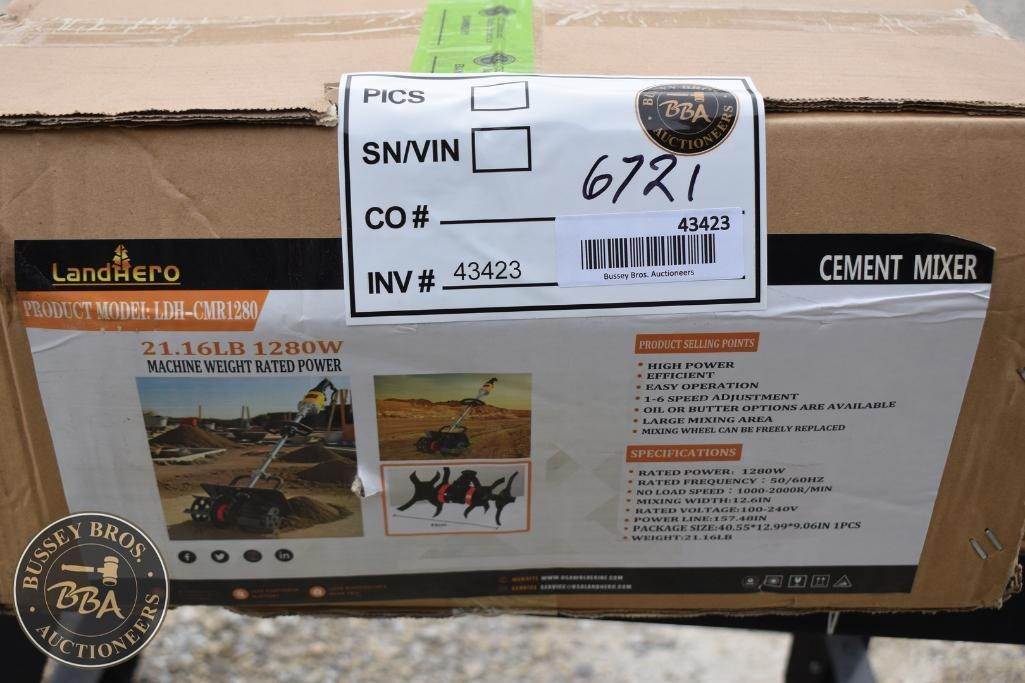 PICS
SN/VIN
CO #
INV # 43423
BBA
AUCTIONEERS
6721
43423
Bussey Bros. Auctioneers
LANDHERO
CEMENT MIXER
PRODUCT MODEL: LDH-CMR1280
21.16LB 1280W
MACHINE WEIGHT RATED POWER
PRODUCT SELLING POINTS
• HIGH POWER
• EFFICIENT
• EASY OPERATION
• 1-6 SPEED ADJUSTMENT
• OIL OR BUTTER OPTIONS ARE AVAILABLE
• LARGE MIXING AREA
• MIXING WHEEL CAN BE FREELY REPLACED
SPECIFICATIONS
• RATED POWER: 1280W
• RATED FREQUENCY : 50/60HZ
• NO LOAD SPEED : 1000-2000R/MIN
• MIXING WIDTH:12.6IN
• RATED VOLTAGE:100-240V
• POWER LINE:157.48IN
• PACKAGE SIZE:40.55*12.99*9.06IN 1PCS
• WEIGHT:21.16LB
BUSSEY BROS.
BBA
AUCTIONEERS